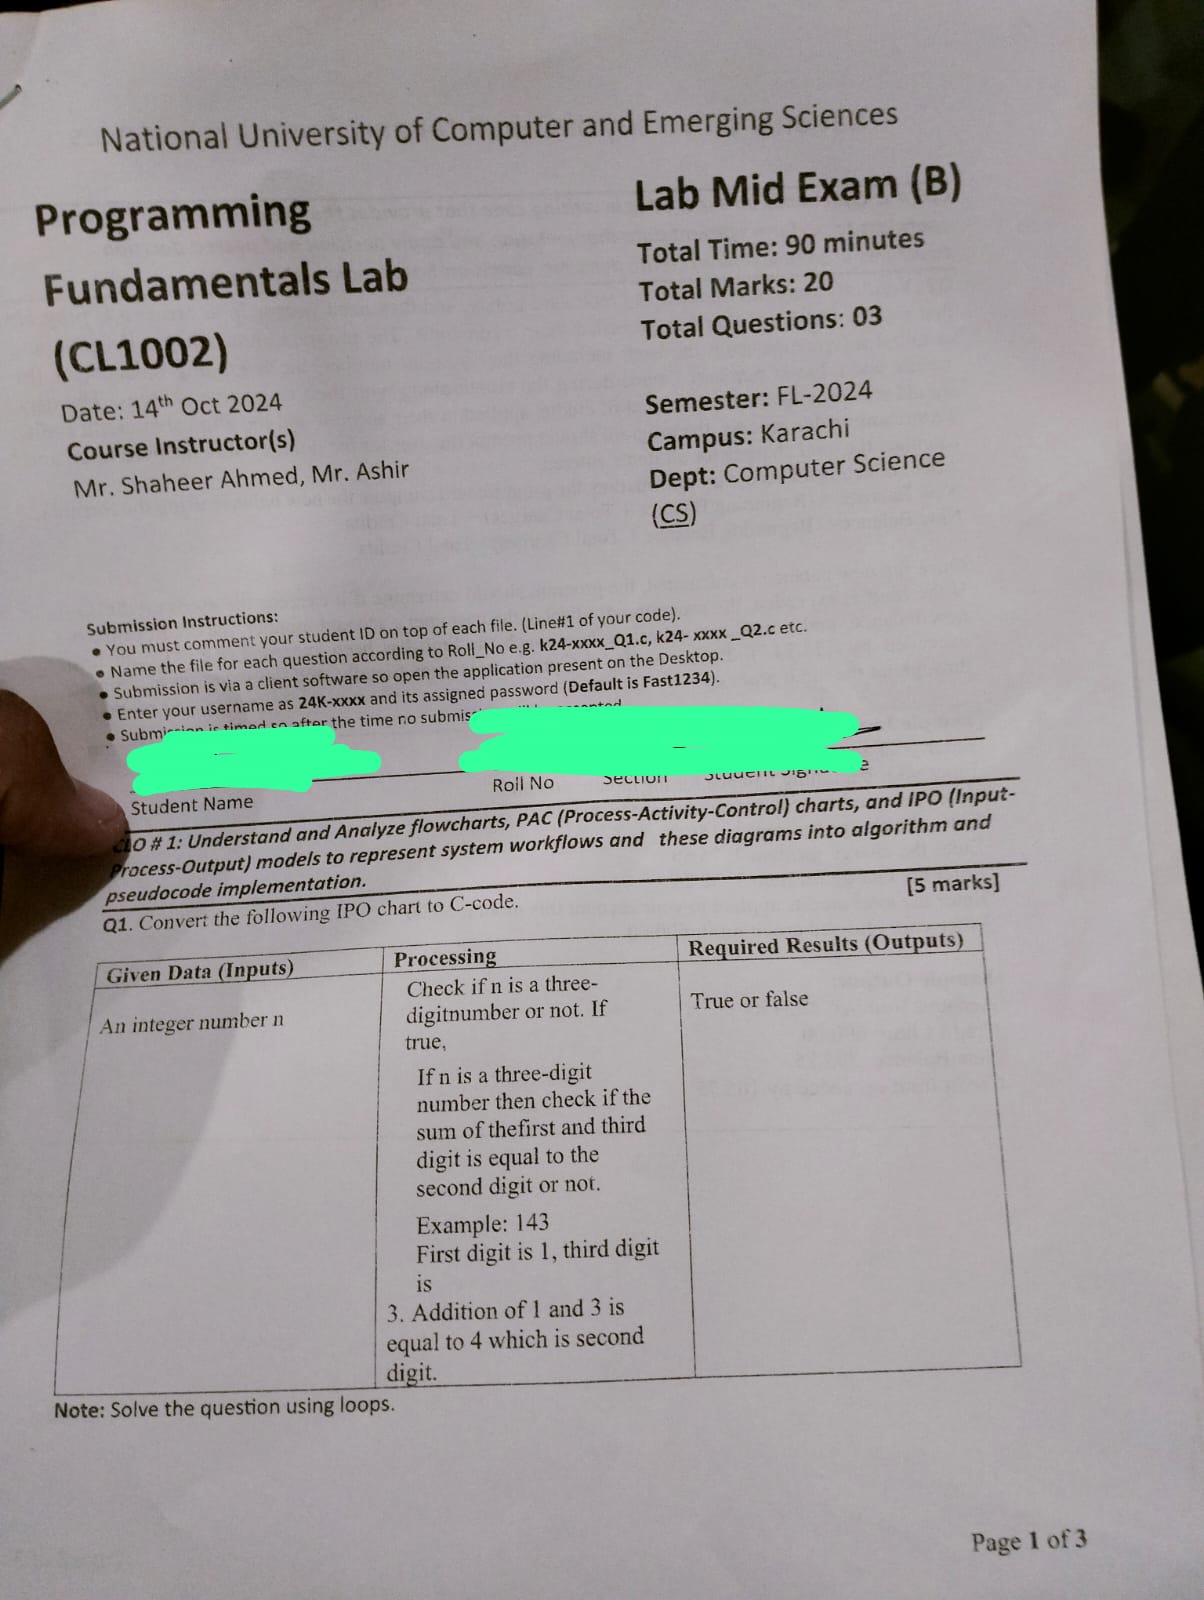 National University of Computer and Emerging Sciences
Programming
Fundamentals Lab
(CL1002)
Date: 14th Oct 2024
Course Instructor(s)
Mr. Shaheer Ahmed, Mr. Ashir
Lab Mid Exam (B)
Total Time: 90 minutes
Total Marks: 20
Total Questions: 03
Semester: FL-2024
Campus: Karachi
Dept: Computer Science
(CS)
Submission Instructions:
• You must comment your student ID on top of each file. (Line#1 of your code).
• Name the file for each question according to Roll_No e.g. k24-xxxx_Q1.c, k24- xxxx _Q2.c etc.
• Submission is via a client software so open the application present on the Desktop.
• Enter your username as 24K-xxxx and its assigned password (Default is Fast1234).
• Submission is timed so after the time no
Student Name
Roll No
Section
Student
CLO # 1: Understand and Analyze flowcharts, PAC (Process-Activity-Control) charts, and IPO (Input-
Process-Output) models to represent system workflows and these diagrams into algorithm and
pseudocode implementation.
Q1. Convert the following IPO chart to C-code.
[5 marks]
Given Data (Inputs)
Processing
Required Results (Outputs)
An integer number n
Check if n is a three-
digitnumber or not. If
true,
If n is a three-digit
number then check if the
sum of thefirst and third
digit is equal to the
second digit or not.
Example: 143
First digit is 1, third digit
is
3. Addition of 1 and 3 is
equal to 4 which is second
digit.
True or false
Note: Solve the question using loops.
Page 1 of 3